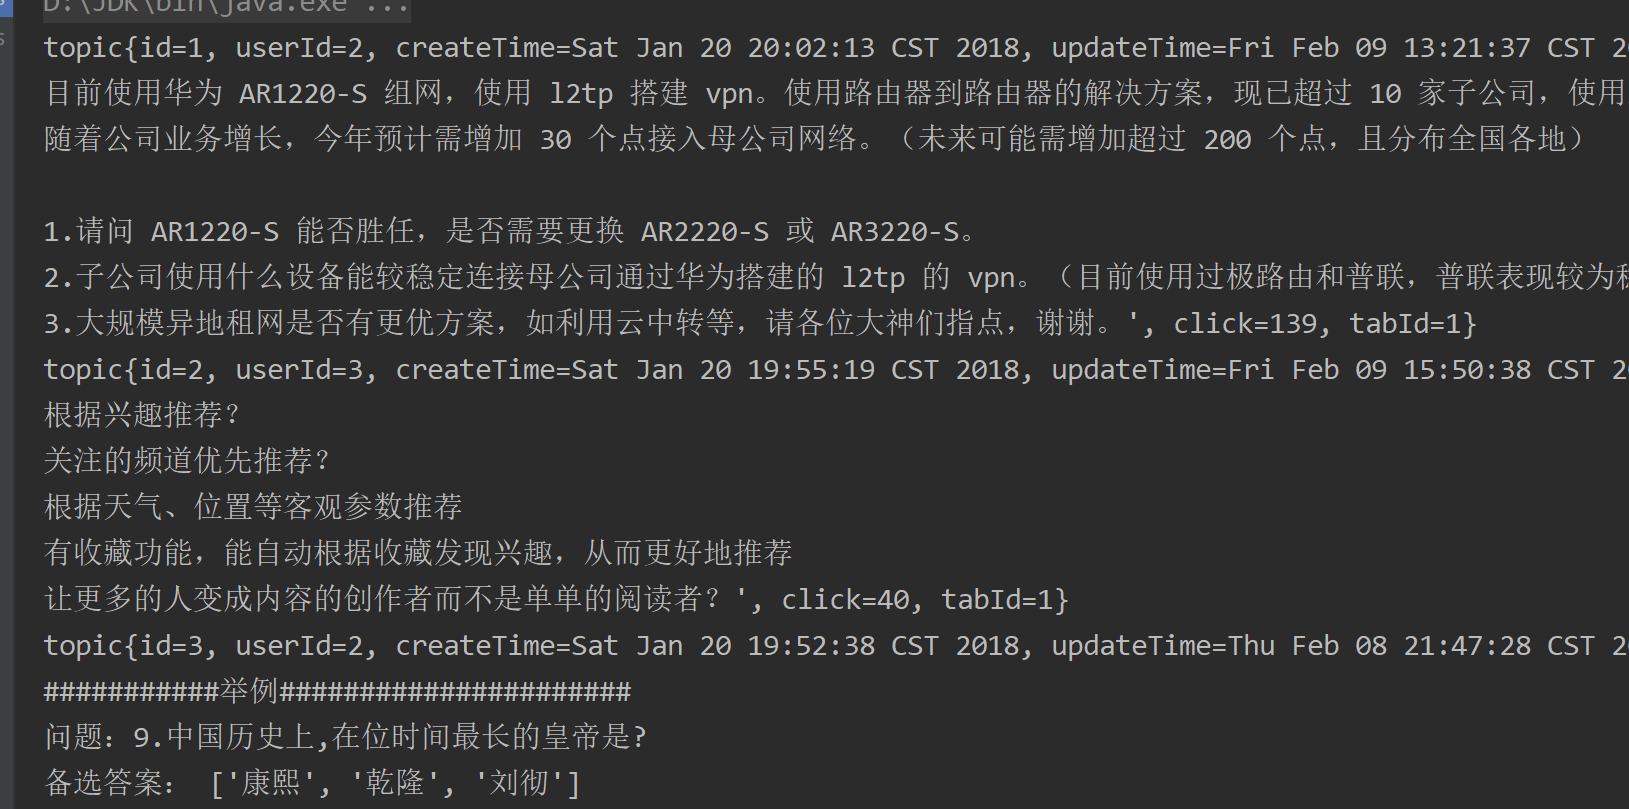 D:\JDK\bin\java.exe ...
topic{id=1, userId=2, createTime=Sat Jan 20 20:02:13 CST 2018, updateTime=Fri Feb 09 13:21:37 CST
目前使用华为 AR1220-S 组网，使用 l2tp 搭建 vpn。使用路由器到路由器的解决方案，现已超过 10 家子公司，使用
随着公司业务增长，今年预计需增加 30 个点接入母公司网络。（未来可能需增加超过 200 个点，且分布全国各地）
1.请问 AR1220-S 能否胜任，是否需要更换 AR2220-S 或 AR3220-S。
2.子公司使用什么设备能较稳定连接母公司通过华为搭建的 l2tp 的 vpn。（目前使用过极路由和普联，普联表现较为
3.大规模异地租网是否有更优方案，如利用云中转等，请各位大神们指点，谢谢。', click=139, tabId=1}
topic{id=2, userId=3, createTime=Sat Jan 20 19:55:19 CST 2018, updateTime=Fri Feb 09 15:50:38 CST
根据兴趣推荐？
关注的频道优先推荐？
根据天气、位置等客观参数推荐
有收藏功能，能自动根据收藏发现兴趣，从而更好地推荐
让更多的人变成内容的创作者而不是单单的阅读者？', click=40, tabId=1}
topic{id=3, userId=2, createTime=Sat Jan 20 19:52:38 CST 2018, updateTime=Thu Feb 08 21:47:28 CST
###########举例######################
问题：9.中国历史上,在位时间最长的皇帝是?
备选答案： ['康熙', '乾隆', '刘彻']